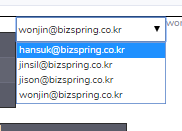 wonjin@bizspring.co.kr
won
hansuk@bizspring.co.kr
jinsil@bizspring.co.kr
jison@bizspring.co.kr
wonjin@bizspring.co.kr